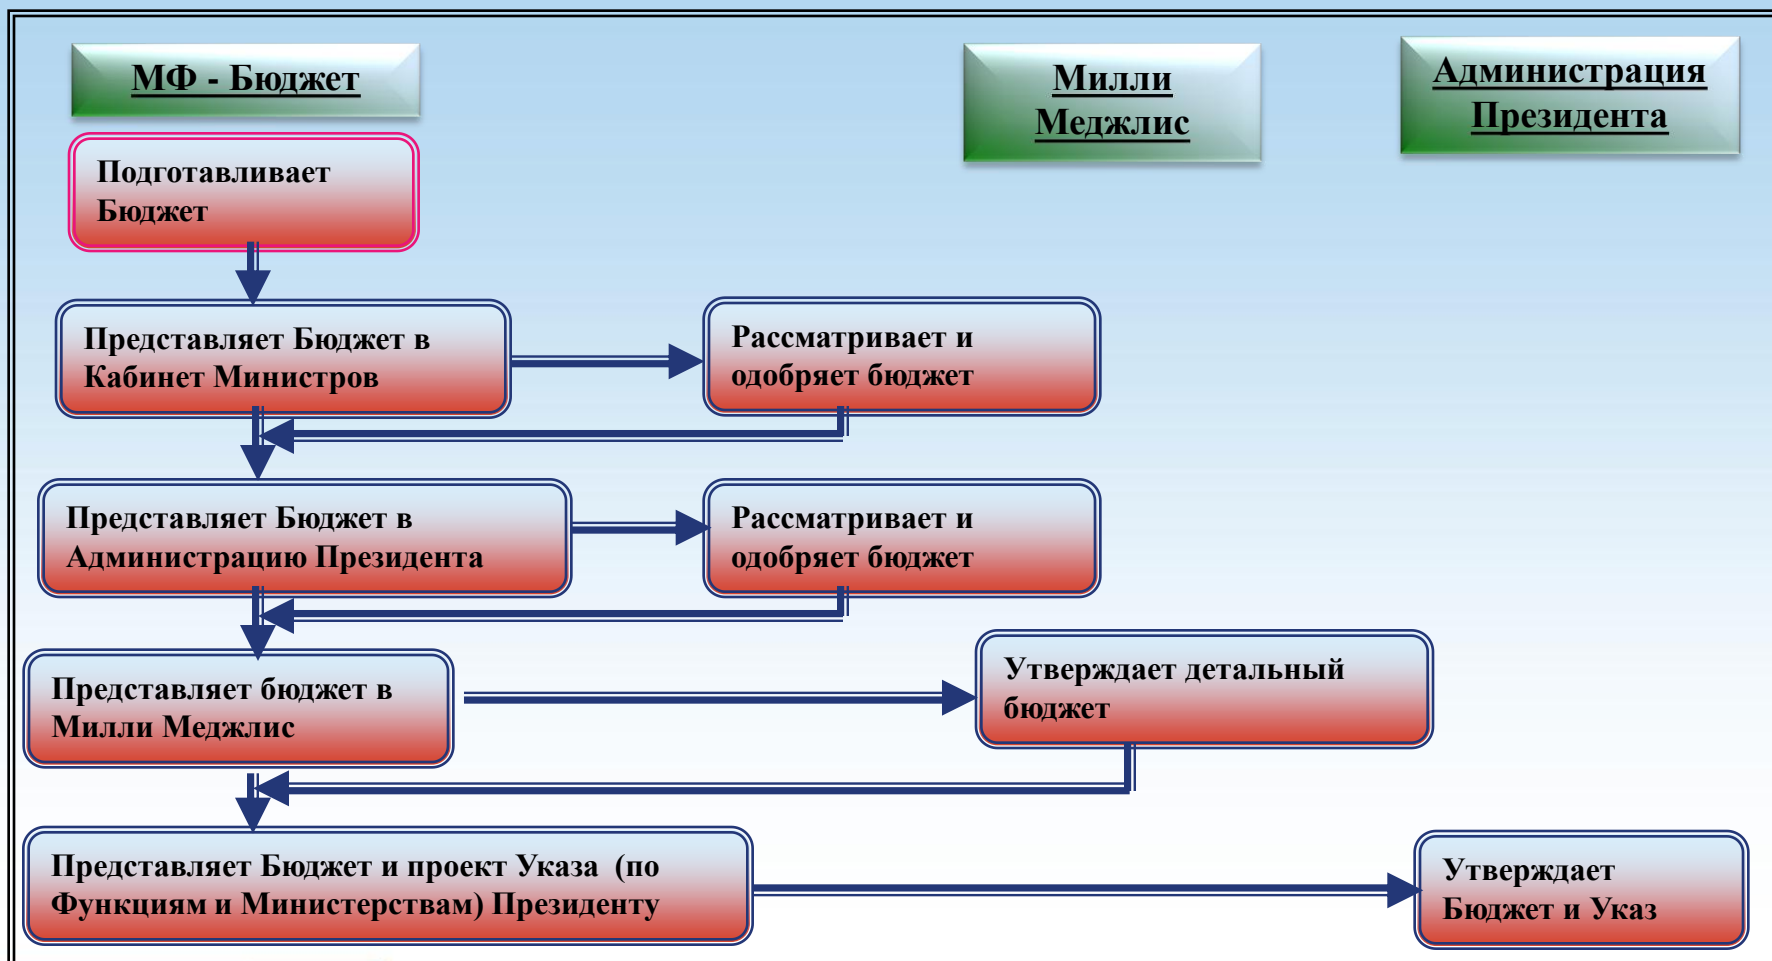 МФ - Бюджет
Милли
Меджлис
Администрация
Президента
Подготавливает
Бюджет
Представляет Бюджет в
Кабинет Министров
Рассматривает и
одобряет бюджет
Представляет Бюджет в
Администрацию Президента
Рассматривает и
одобряет бюджет
Представляет бюджет в
Милли Меджлис
Утверждает детальный
бюджет
Представляет Бюджет и проект Указа (по
Функциям и Министерствам) Президенту
Утверждает
Бюджет и Указ